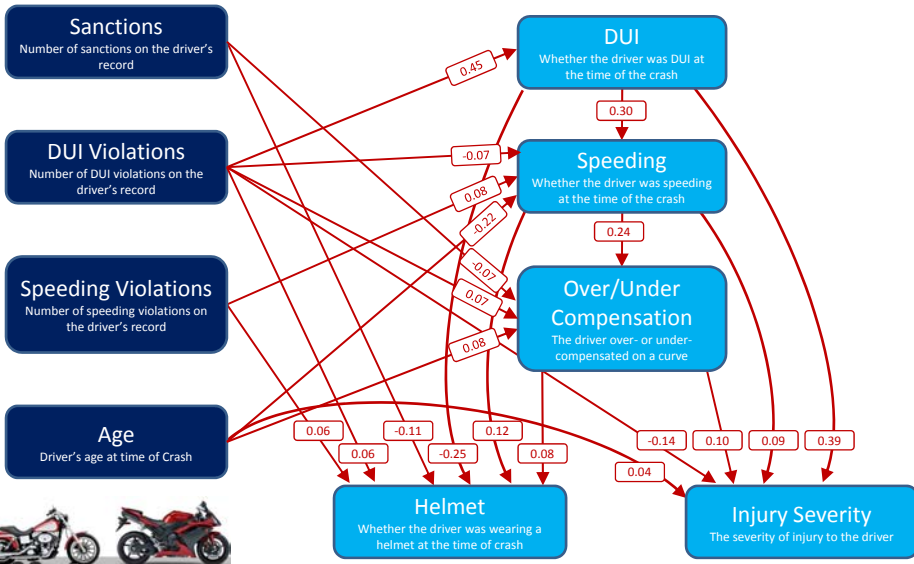 Sanctions
Number of sanctions on the driver's
record
DUI Violations
Number of DUI violations on the
driver's record
Speeding Violations
Number of speeding violations on
the driver's record
Age
Driver's age at time of Crash
DUI
Whether the driver was DUI at
the time of the crash
0.45
0.30
-0.07
Speeding
Whether the driver was speeding
at the time of the crash
0.08
-0.22
0.24
-0.07
0.07
0.08
Over/Under
Compensation
The driver over- or under-
compensated on a curve
0.06
0.06
-0.11
-0.25
0.12
0.08
-0.14
0.10
0.09
0.39
0.04
Helmet
Whether the driver was wearing a
helmet at the time of crash
Injury Severity
The severity of injury to the driver